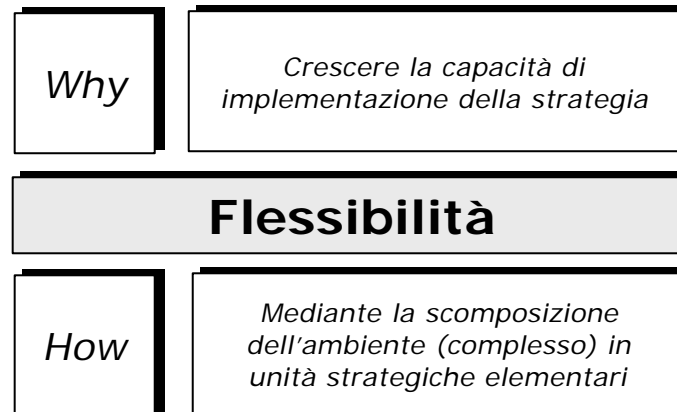 Why
Crescere la capacità di
implementazione della strategia
Flessibilità
How
Mediante la scomposizione
dell'ambiente (complesso) in
unità strategiche elementari